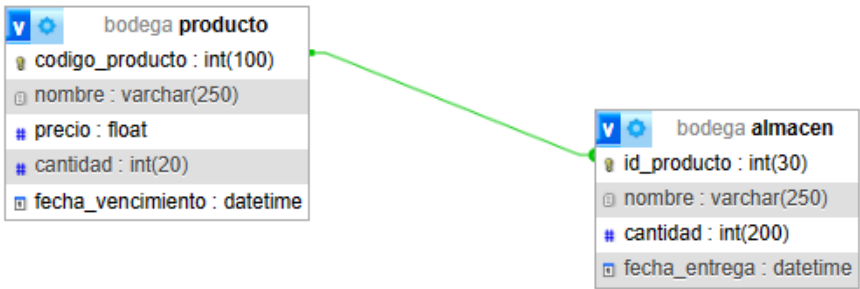 v bodega producto
codigo_producto : int(100)
nombre : varchar(250)
# precio : float
# cantidad : int(20)
fecha_vencimiento : datetime
v bodega almacen
id_producto : int(30)
nombre : varchar(250)
# cantidad : int(200)
fecha_entrega : datetime